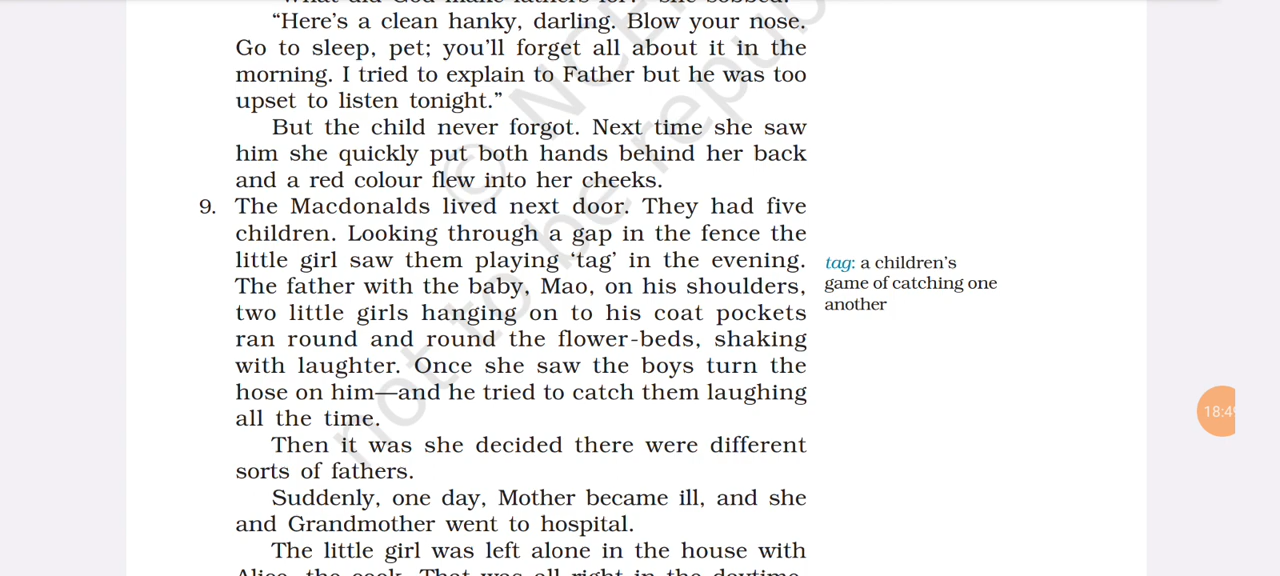 "Here's a clean hanky, darling. Blow your nose.
Go to sleep, pet; you'll forget all about it in the
morning. I tried to explain to Father but he was too
upset to listen tonight."
But the child never forgot. Next time she saw
him she quickly put both hands behind her back
and a red colour flew into her cheeks.
9. The Macdonalds lived next door. They had five
children. Looking through a gap in the fence the
little girl saw them playing 'tag' in the evening.
The father with the baby, Mao, on his shoulders,
two little girls hanging on to his coat pockets
ran round and round the flower-beds, shaking
with laughter. Once she saw the boys turn the
hose on him—and he tried to catch them laughing
all the time.
Then it was she decided there were different
sorts of fathers.
Suddenly, one day, Mother became ill, and she
and Grandmother went to hospital.
The little girl was left alone in the house with
tag: a children's
game of catching one
another
© NCE
not to be repub
18:4